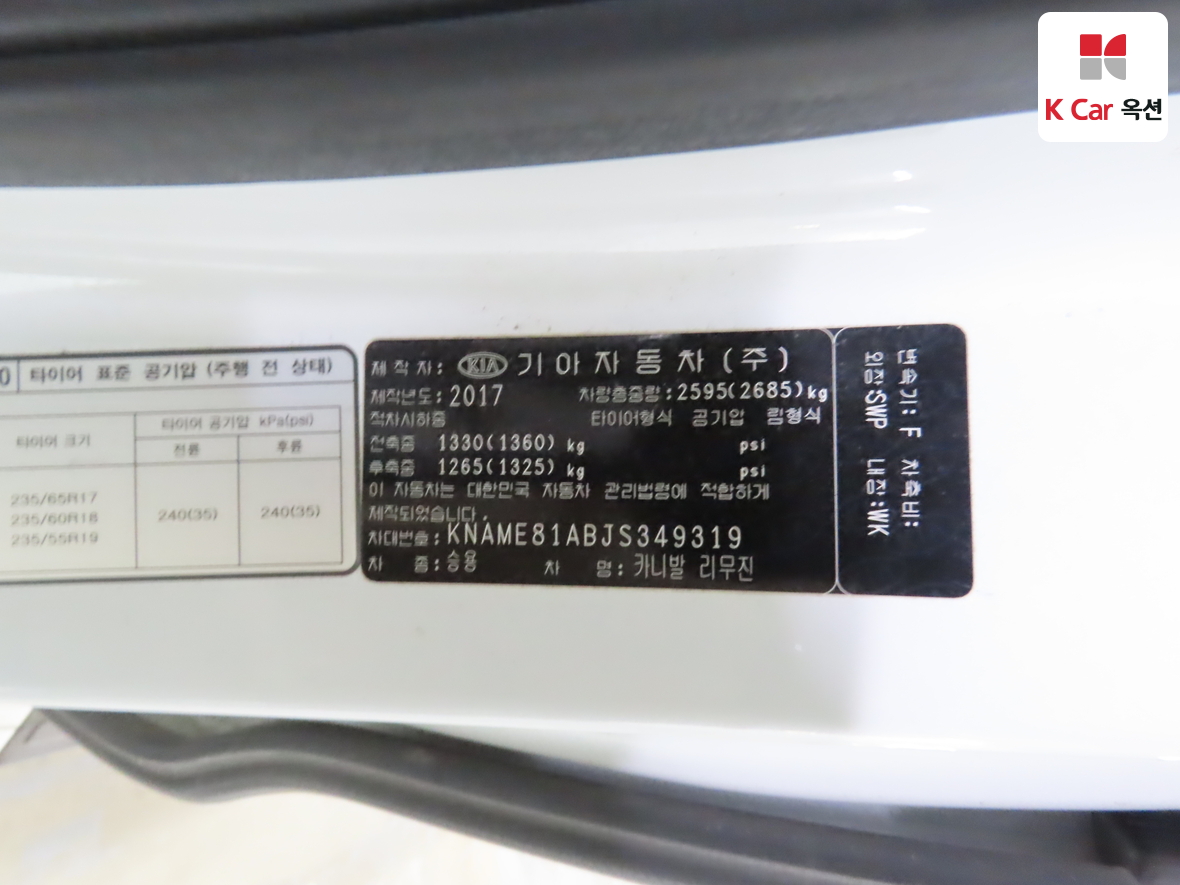 K Car 옥션
0 타이어 표준 공기압 (주행 전 상태)
타이어 크기
타이어 공기압 kPa(psi)
전륜 후륜
235/65R17
235/60R18
235/55R19
240(35) 240(35)
제 작 자: KIA 기아자동차(주)
제작년도: 2017 차량총중량: 2595(2685)kg
적차시하중 타이어형식 공기압 림형식
전축중 1330(1360) kg psi
후축중 1265(1325) kg psi
이 자동차는 대한민국 자동차 관리법령에 적합하게
제작되었습니다.
차대번호: KNAME81ABJS349319
차 종: 승용 차 명: 카니발 리무진
변속기: F 차축비:
외장:SWP 내장:WK